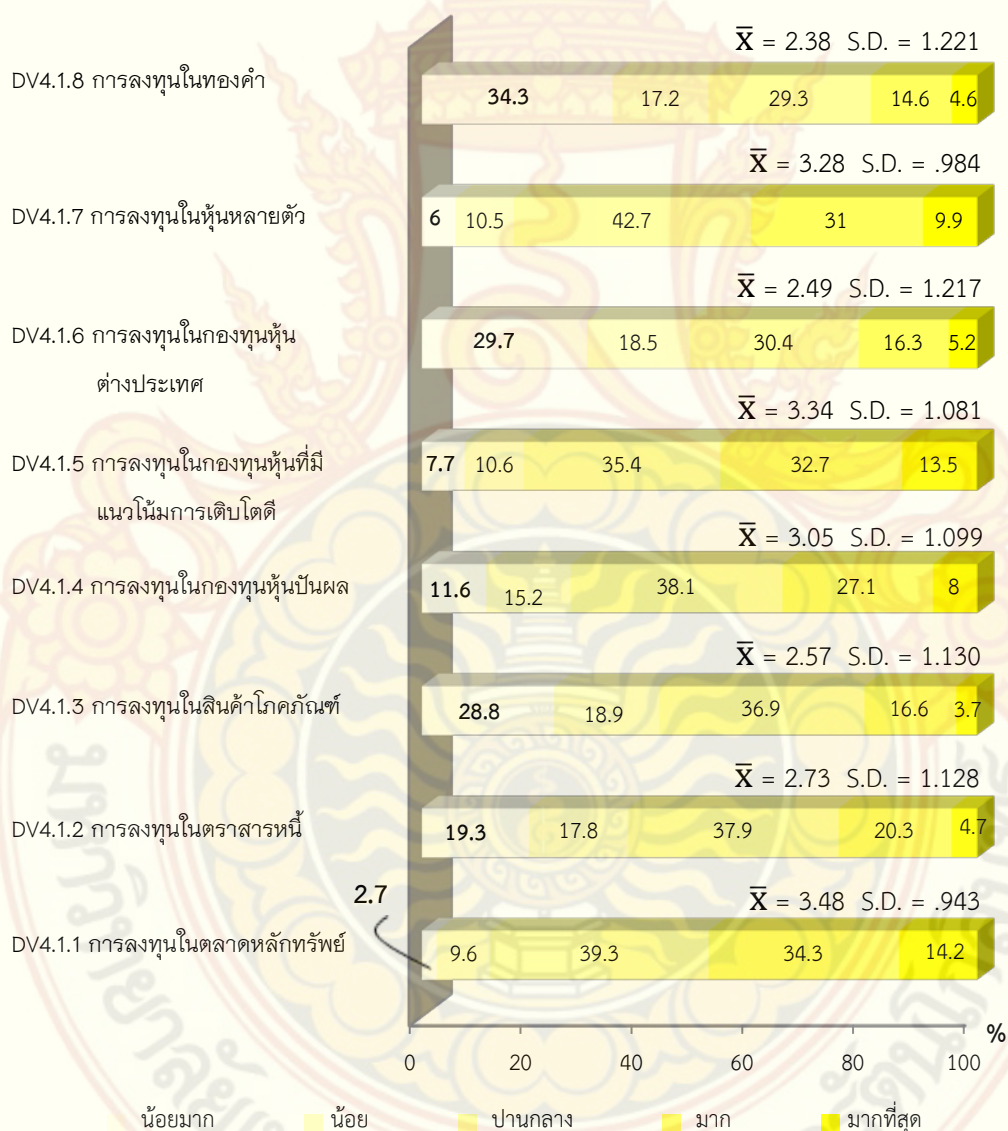 x̄ = 2.38 S.D. = 1.221
DV4.1.8 การลงทุนในทองคำ
34.3 17.2 29.3 14.6 4.6
x̄ = 3.28 S.D. = .984
DV4.1.7 การลงทุนในหุ้นหลายตัว
6 10.5 42.7 31 9.9
x̄ = 2.49 S.D. = 1.217
DV4.1.6 การลงทุนในกองทุนหุ้น
ต่างประเทศ
29.7 18.5 30.4 16.3 5.2
x̄ = 3.34 S.D. = 1.081
DV4.1.5 การลงทุนในกองทุนหุ้นที่มี
แนวโน้มการเติบโตดี
7.7 10.6 35.4 32.7 13.5
x̄ = 3.05 S.D. = 1.099
DV4.1.4 การลงทุนในกองทุนหุ้นปันผล
11.6 15.2 38.1 27.1 8
x̄ = 2.57 S.D. = 1.130
DV4.1.3 การลงทุนในสินค้าโภคภัณฑ์
28.8 18.9 36.9 16.6 3.7
x̄ = 2.73 S.D. = 1.128
DV4.1.2 การลงทุนในตราสารหนี้
19.3 17.8 37.9 20.3 4.7
x̄ = 3.48 S.D. = .943
DV4.1.1 การลงทุนในตลาดหลักทรัพย์
2.7 9.6 39.3 34.3 14.2
%
0 20 40 60 80 100
น้อยมาก น้อย ปานกลาง มาก มากที่สุด